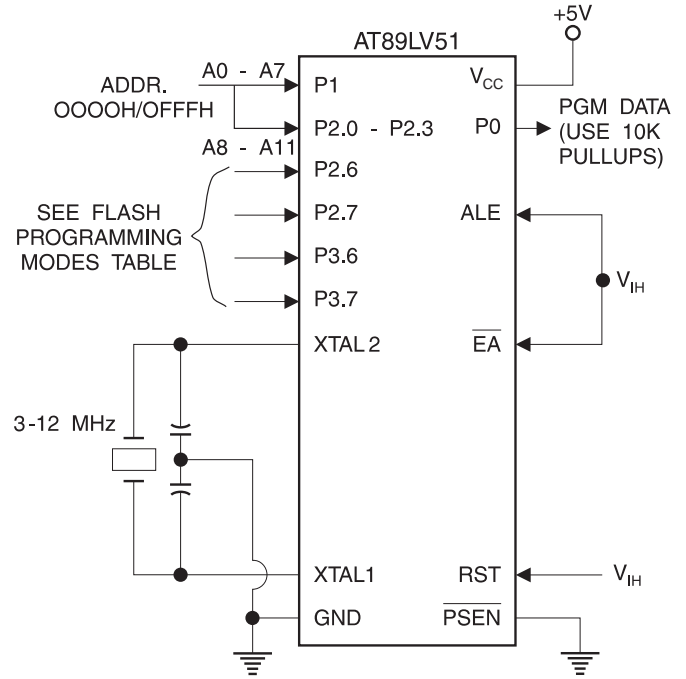 +5V
AT89LV51
ADDR.
OOOOH/OFFFH
A0 - A7
P1
VCC
P2.0 - P2.3
P0
PGM DATA
(USE 10K
PULLUPS)
A8 - A11
P2.6
SEE FLASH
PROGRAMMING
MODES TABLE
P2.7
ALE
P3.6
P3.7
VIH
XTAL 2
EA
3-12 MHz
XTAL1
RST
VIH
GND
PSEN